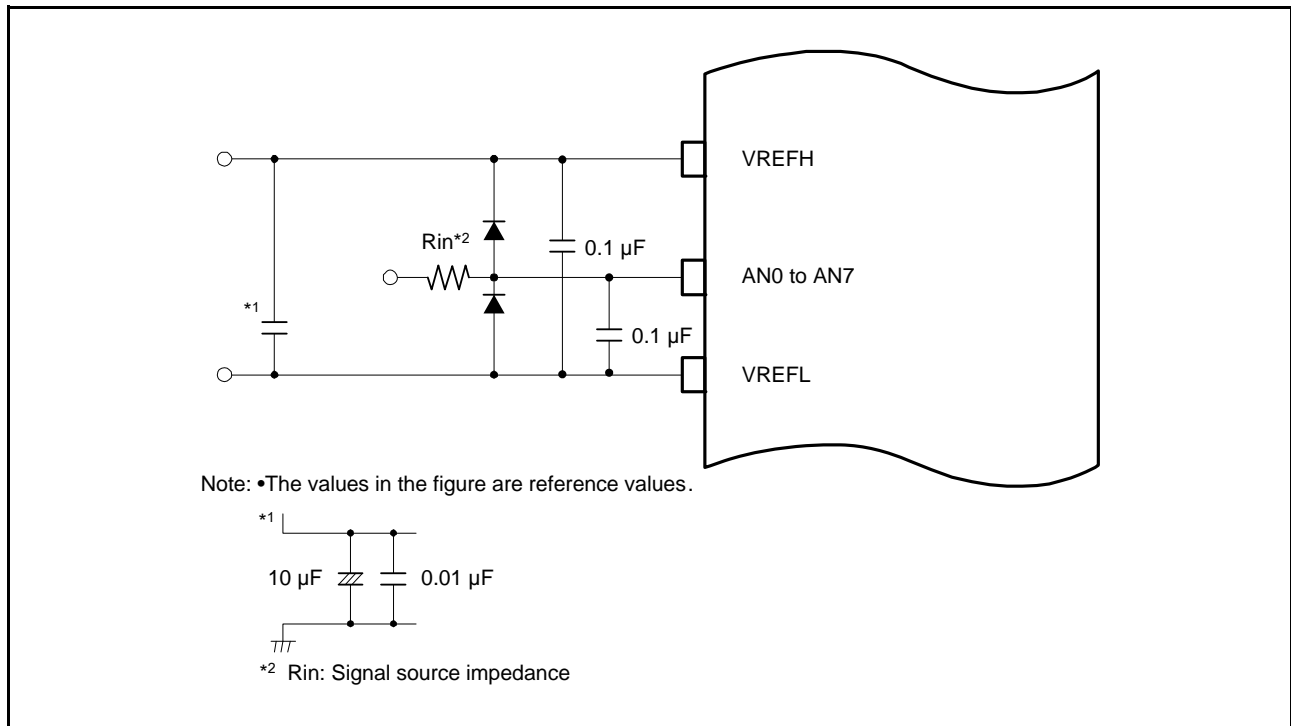 VREFH
Rin*2
0.1 µF
AN0 to AN7
*1
0.1 µF
VREFL
Note: •The values in the figure are reference values.
*1
10 µF
0.01 µF
*2 Rin: Signal source impedance